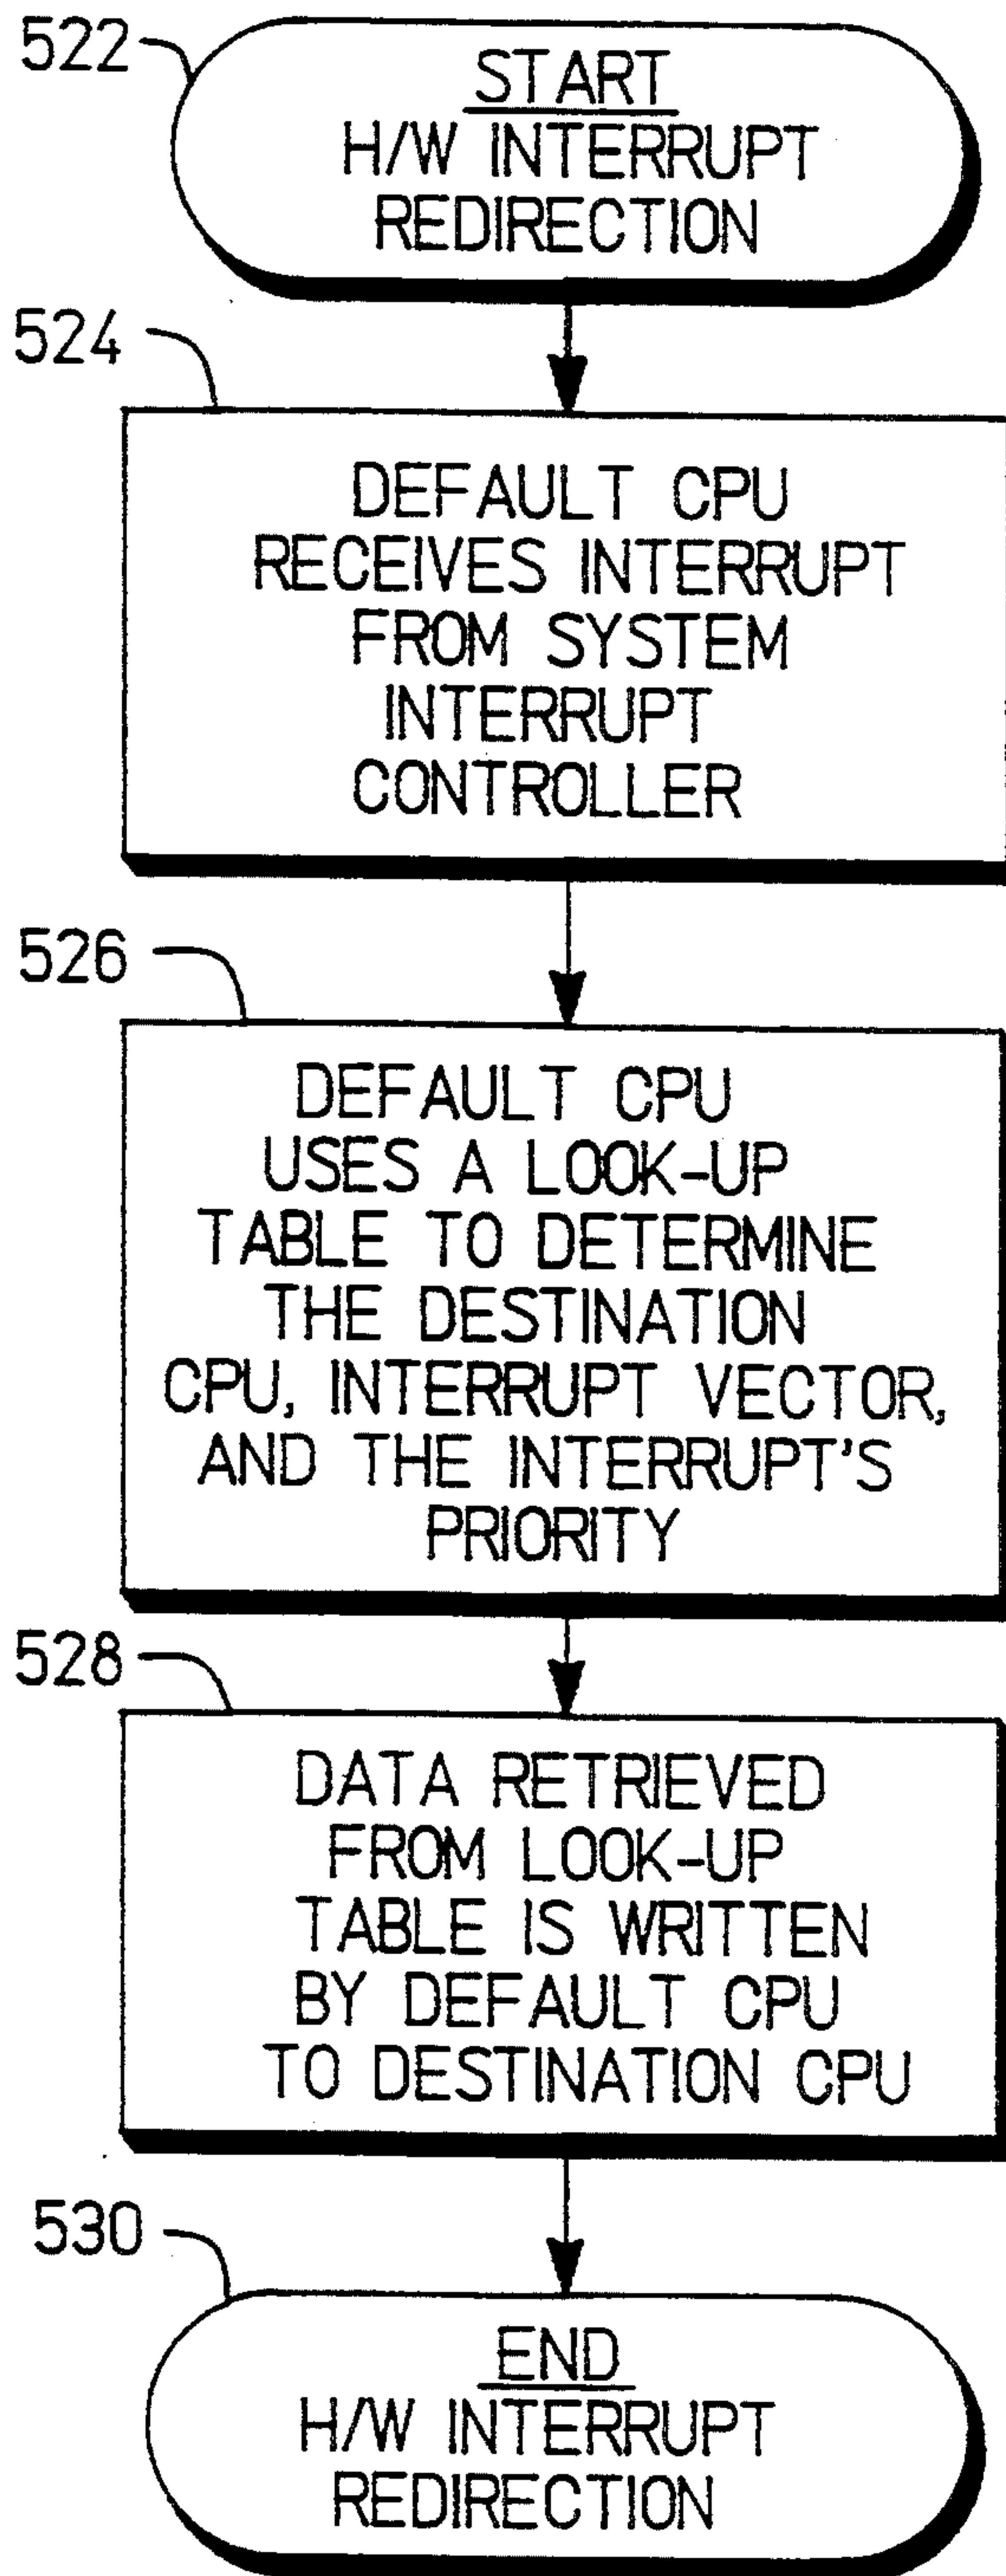 522
START
H/W INTERRUPT
REDIRECTION
524
DEFAULT CPU
RECEIVES INTERRUPT
FROM SYSTEM
INTERRUPT
CONTROLLER
526
DEFAULT CPU
USES A LOOK-UP
TABLE TO DETERMINE
THE DESTINATION
CPU, INTERRUPT VECTOR,
AND THE INTERRUPT'S
PRIORITY
528
DATA RETRIEVED
FROM LOOK-UP
TABLE IS WRITTEN
BY DEFAULT CPU
TO DESTINATION CPU
530
END
H/W INTERRUPT
REDIRECTION